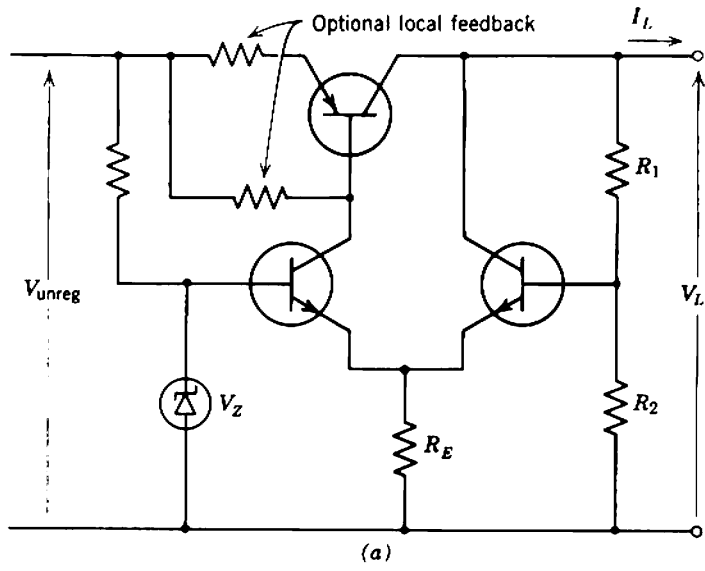 Optional local feedback
I_L
R_1
V_unreg
V_L
V_Z
R_2
R_E
(a)